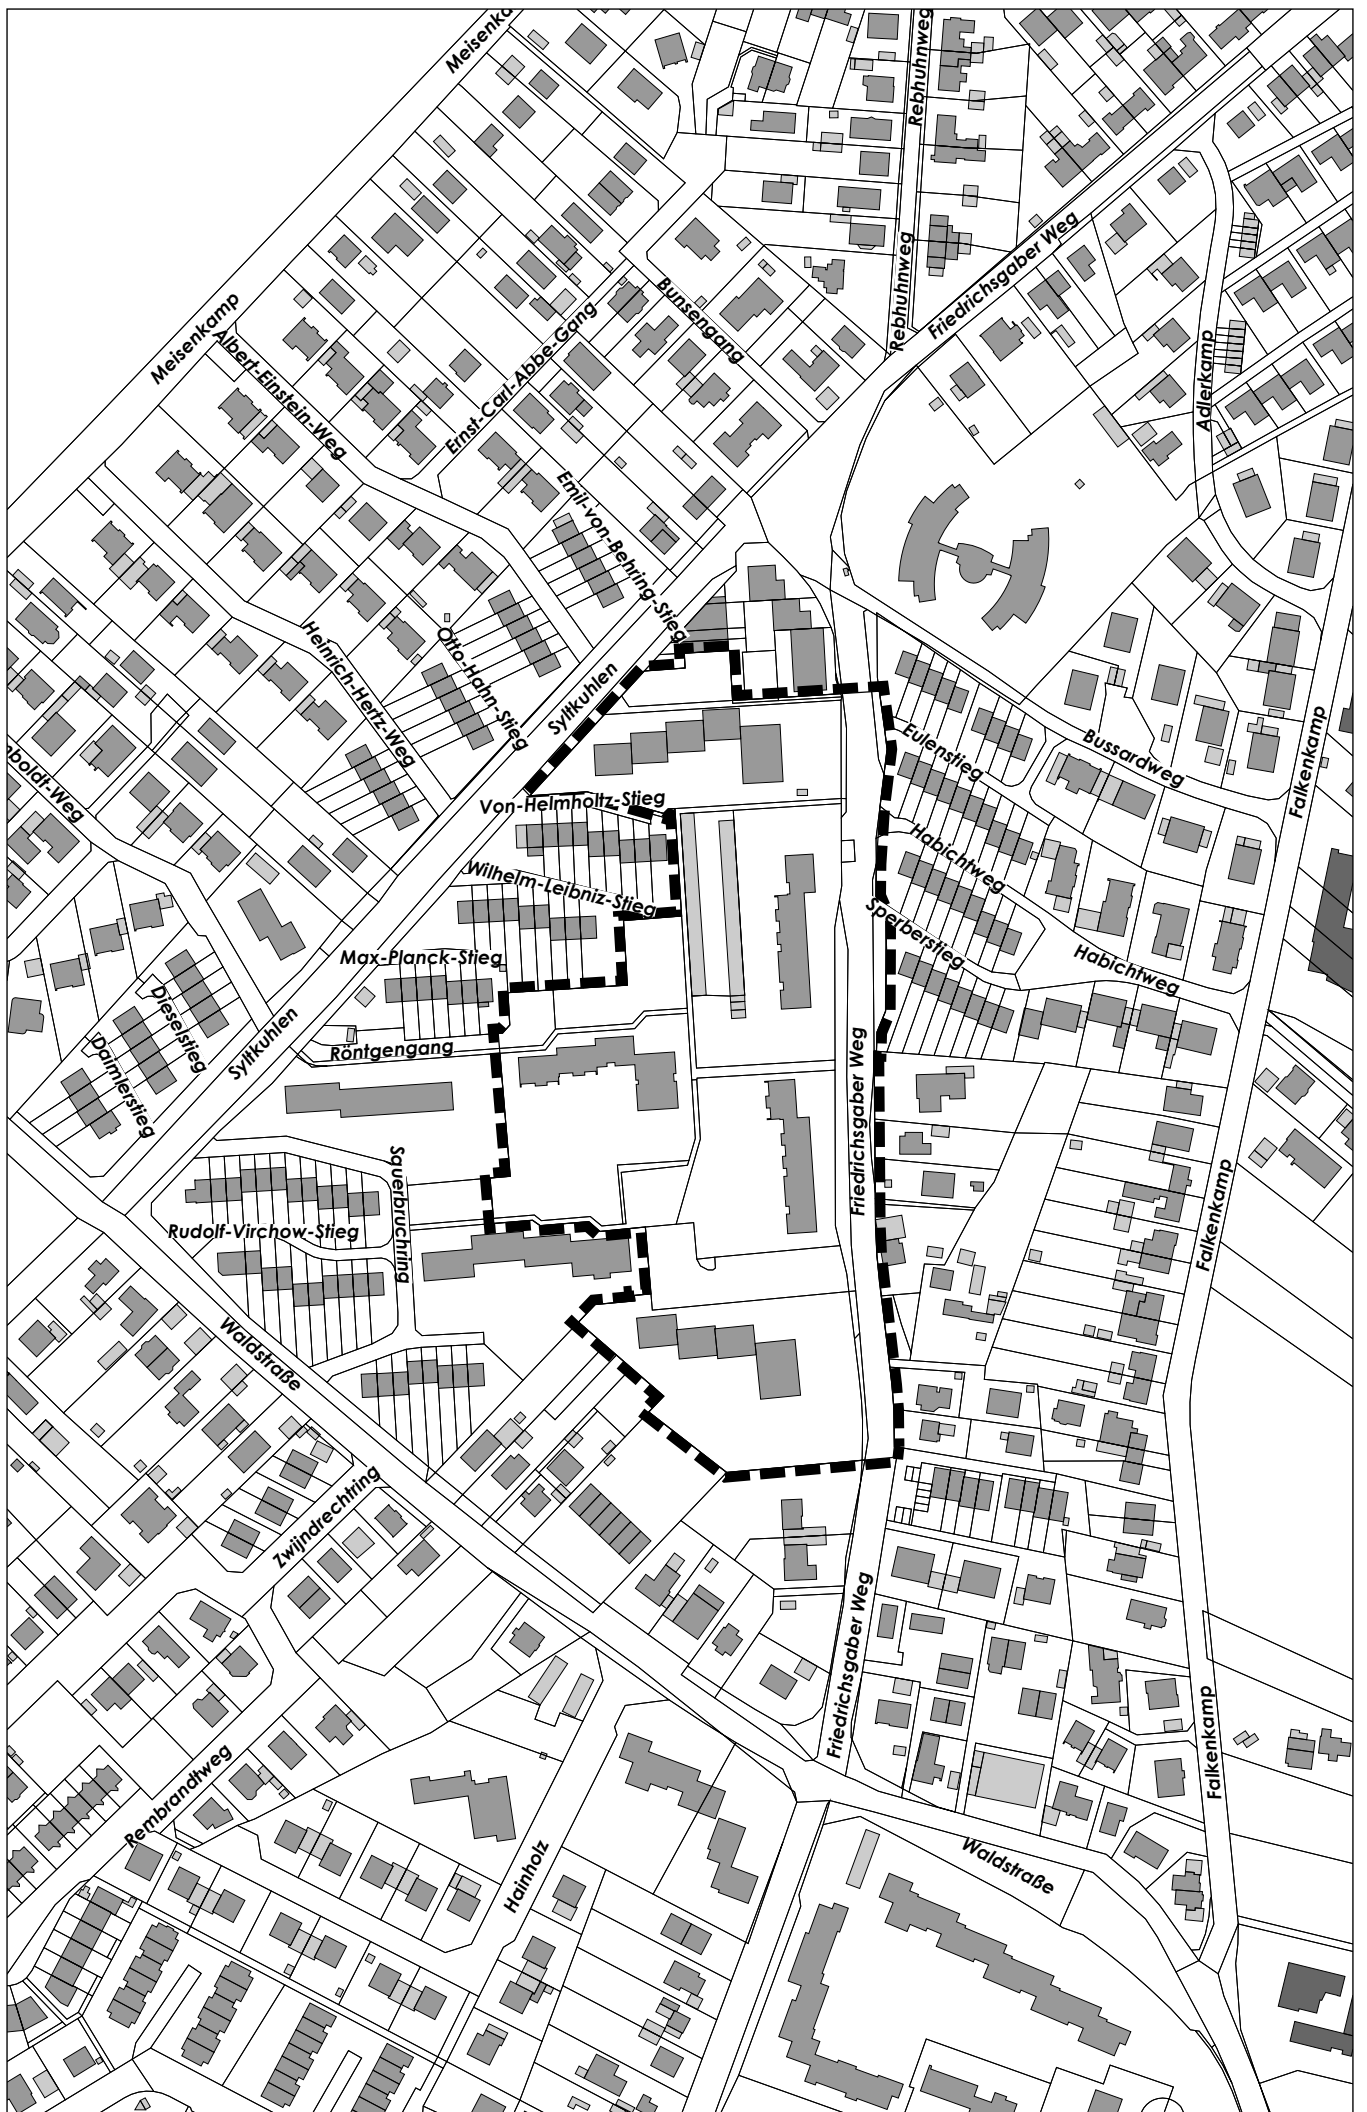 Meisenka
Rebhuhnweg
Rebhuhnweg
Friedrichsgaber Weg
Meisenkamp
Albert-Einstein-Weg
Ernst-Carl-Abbe-Gang
Bunsengang
Adlerkamp
Emil-von-Behring-Stieg
Heinrich-Hertz-Weg
Otto-Hahn-Stieg
Syltkuhlen
Eulenstieg
Bussardweg
Falkenkamp
mboldt-Weg
Von-Helmholtz-Stieg
Habichtweg
Wilhelm-Leibniz-Stieg
Sperberstieg
Max-Planck-Stieg
Habichtweg
Dieselstieg
Daimlerstieg
Syltkuhlen
Röntgengang
Friedrichsgaber Weg
Falkenkamp
Sauerbruchring
Rudolf-Virchow-Stieg
Waldstraße
Zwijndrechtring
Friedrichsgaber Weg
Falkenkamp
Rembrandtweg
Hainholz
Waldstraße